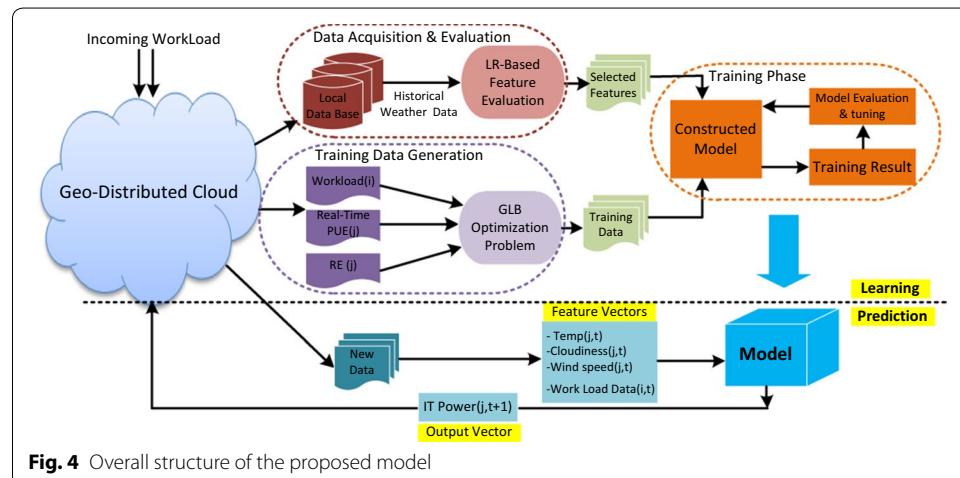 Incoming WorkLoad
Geo-Distributed Cloud
Data Acquisition & Evaluation
Local
Data Base
Historical
Weather Data
LR-Based
Feature
Evaluation
Selected
Features
Training Data Generation
Workload(i)
Real-Time
PUE(j)
RE (j)
GLB
Optimization
Problem
Training
Data
Training Phase
Constructed
Model
Model Evaluation
& tuning
Training Result
Learning
Prediction
New
Data
Feature Vectors
- Temp(j,t)
-Cloudiness(j,t)
-Wind speed(j,t)
-Work Load Data(i,t)
Model
IT Power(j,t+1)
Output Vector
Fig. 4 Overall structure of the proposed model